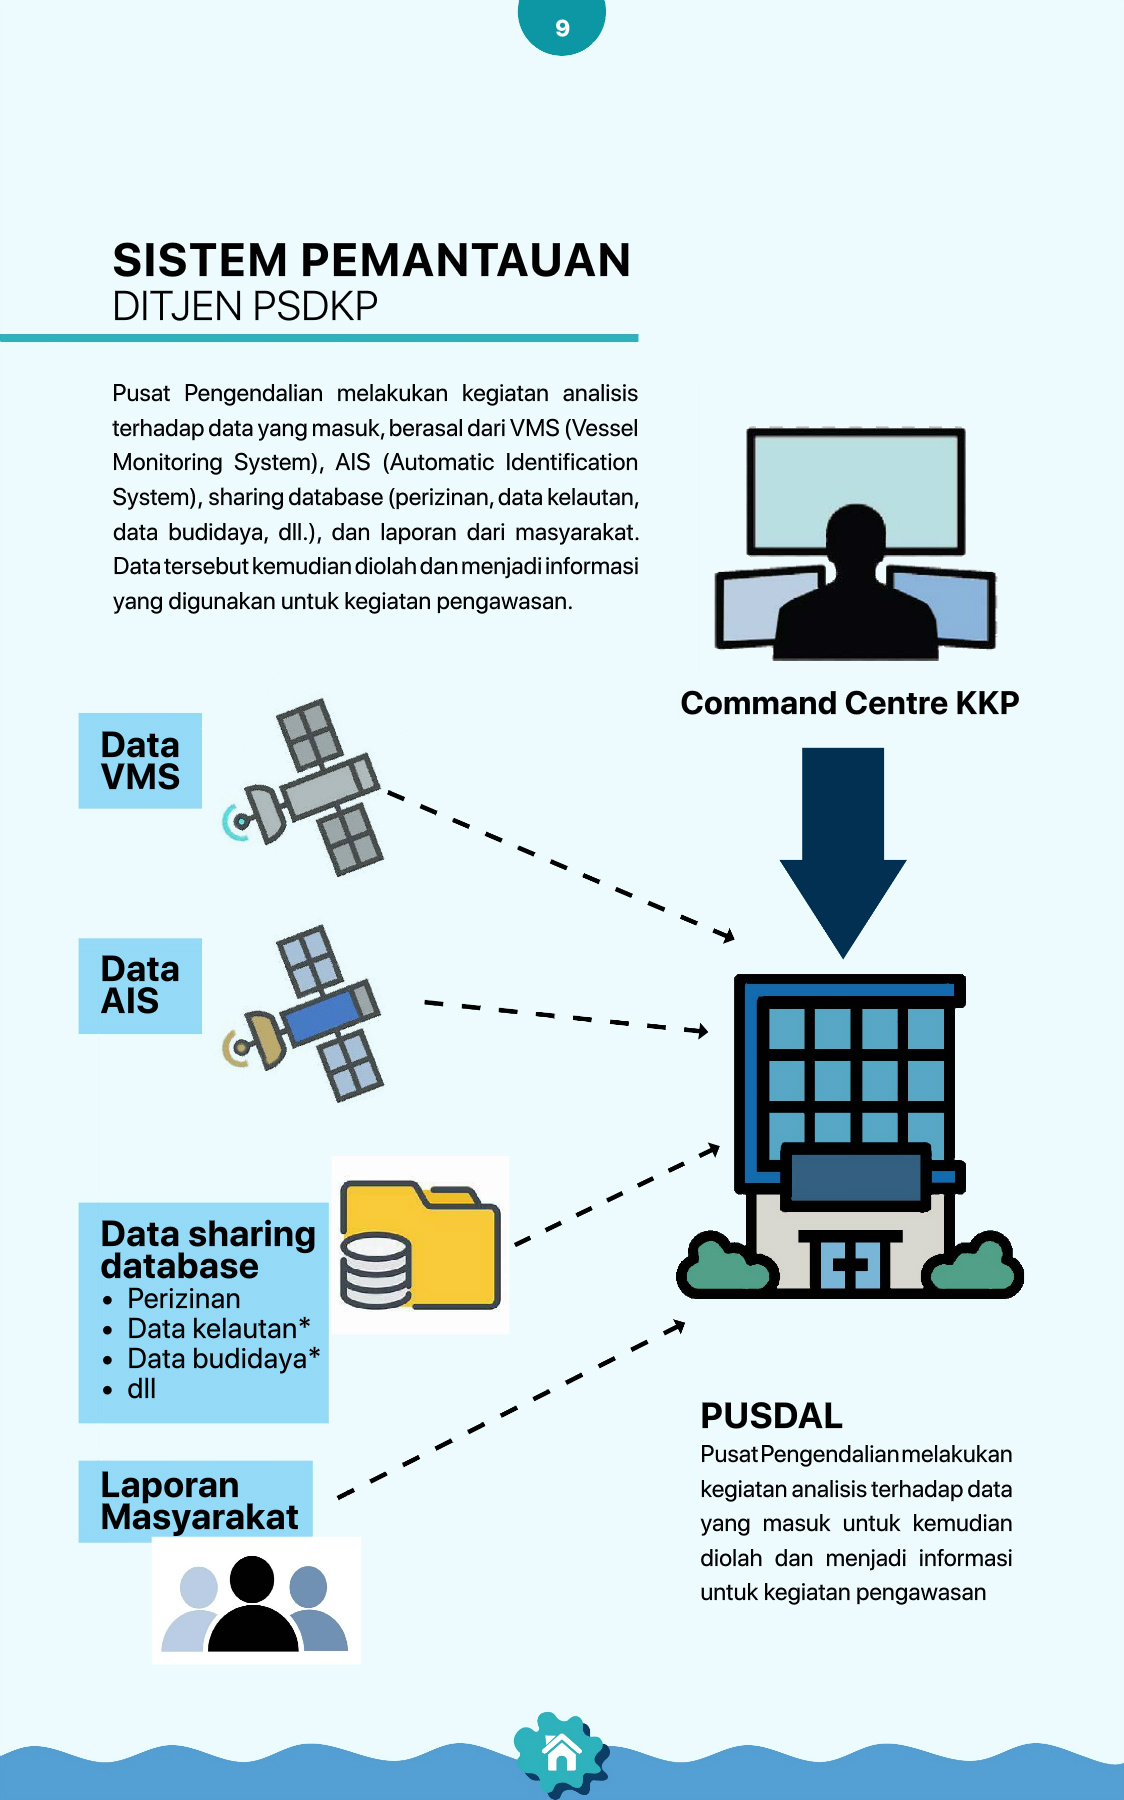 9
SISTEM PEMANTAUAN
DITJEN PSDKP
Pusat Pengendalian melakukan kegiatan analisis
terhadap data yang masuk, berasal dari VMS (Vessel
Monitoring System), AIS (Automatic Identification
System), sharing database (perizinan, data kelautan,
data budidaya, dll.), dan laporan dari masyarakat.
Data tersebut kemudian diolah dan menjadi informasi
yang digunakan untuk kegiatan pengawasan.
Command Centre KKP
Data
VMS
Data
AIS
Data sharing
database
• Perizinan
• Data kelautan*
• Data budidaya*
• dll
Laporan
Masyarakat
PUSDAL
Pusat Pengendalian melakukan
kegiatan analisis terhadap data
yang masuk untuk kemudian
diolah dan menjadi informasi
untuk kegiatan pengawasan